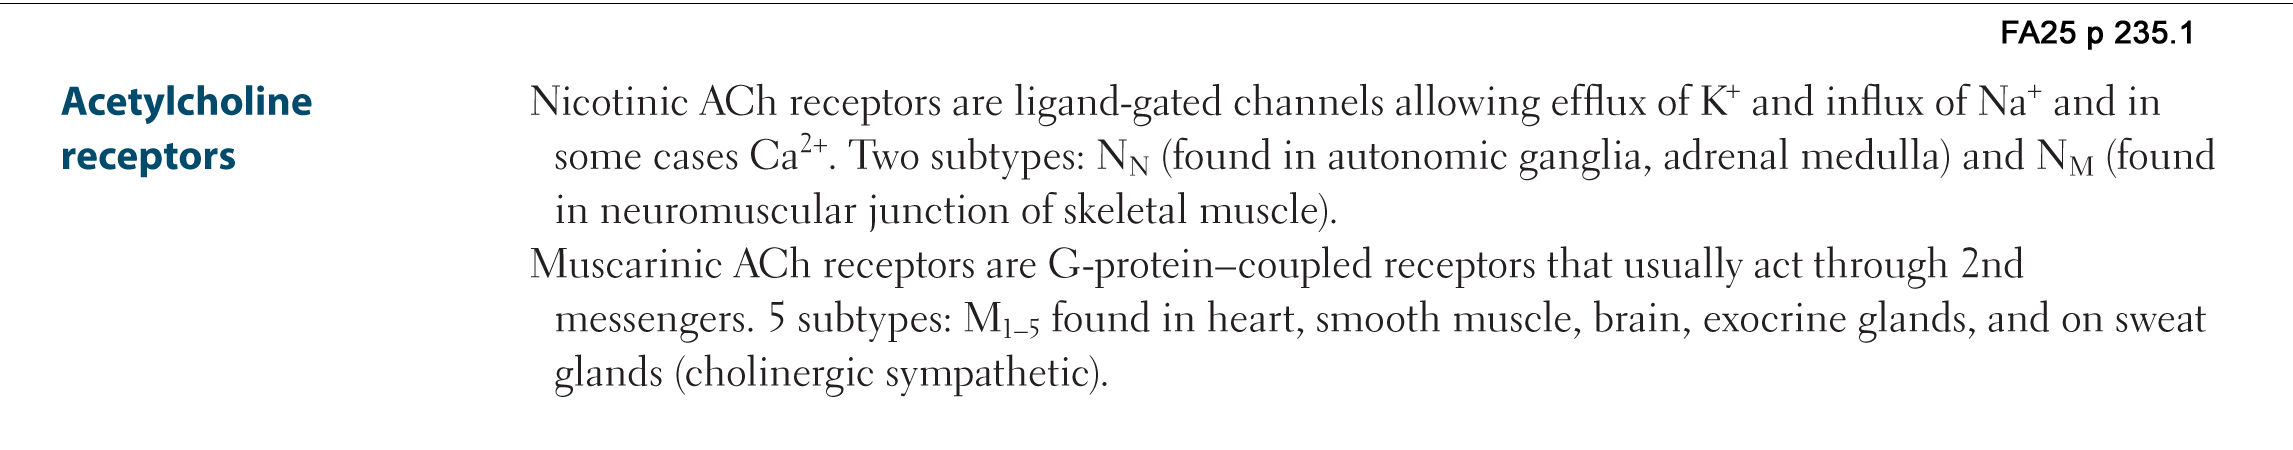 FA25 p 235.1
Acetylcholine
receptors
Nicotinic ACh receptors are ligand-gated channels allowing efflux of K⁺ and influx of Na⁺ and in
some cases Ca²⁺. Two subtypes: N_N (found in autonomic ganglia, adrenal medulla) and N_M (found
in neuromuscular junction of skeletal muscle).
Muscarinic ACh receptors are G-protein–coupled receptors that usually act through 2nd
messengers. 5 subtypes: M₁₋₅ found in heart, smooth muscle, brain, exocrine glands, and on sweat
glands (cholinergic sympathetic).